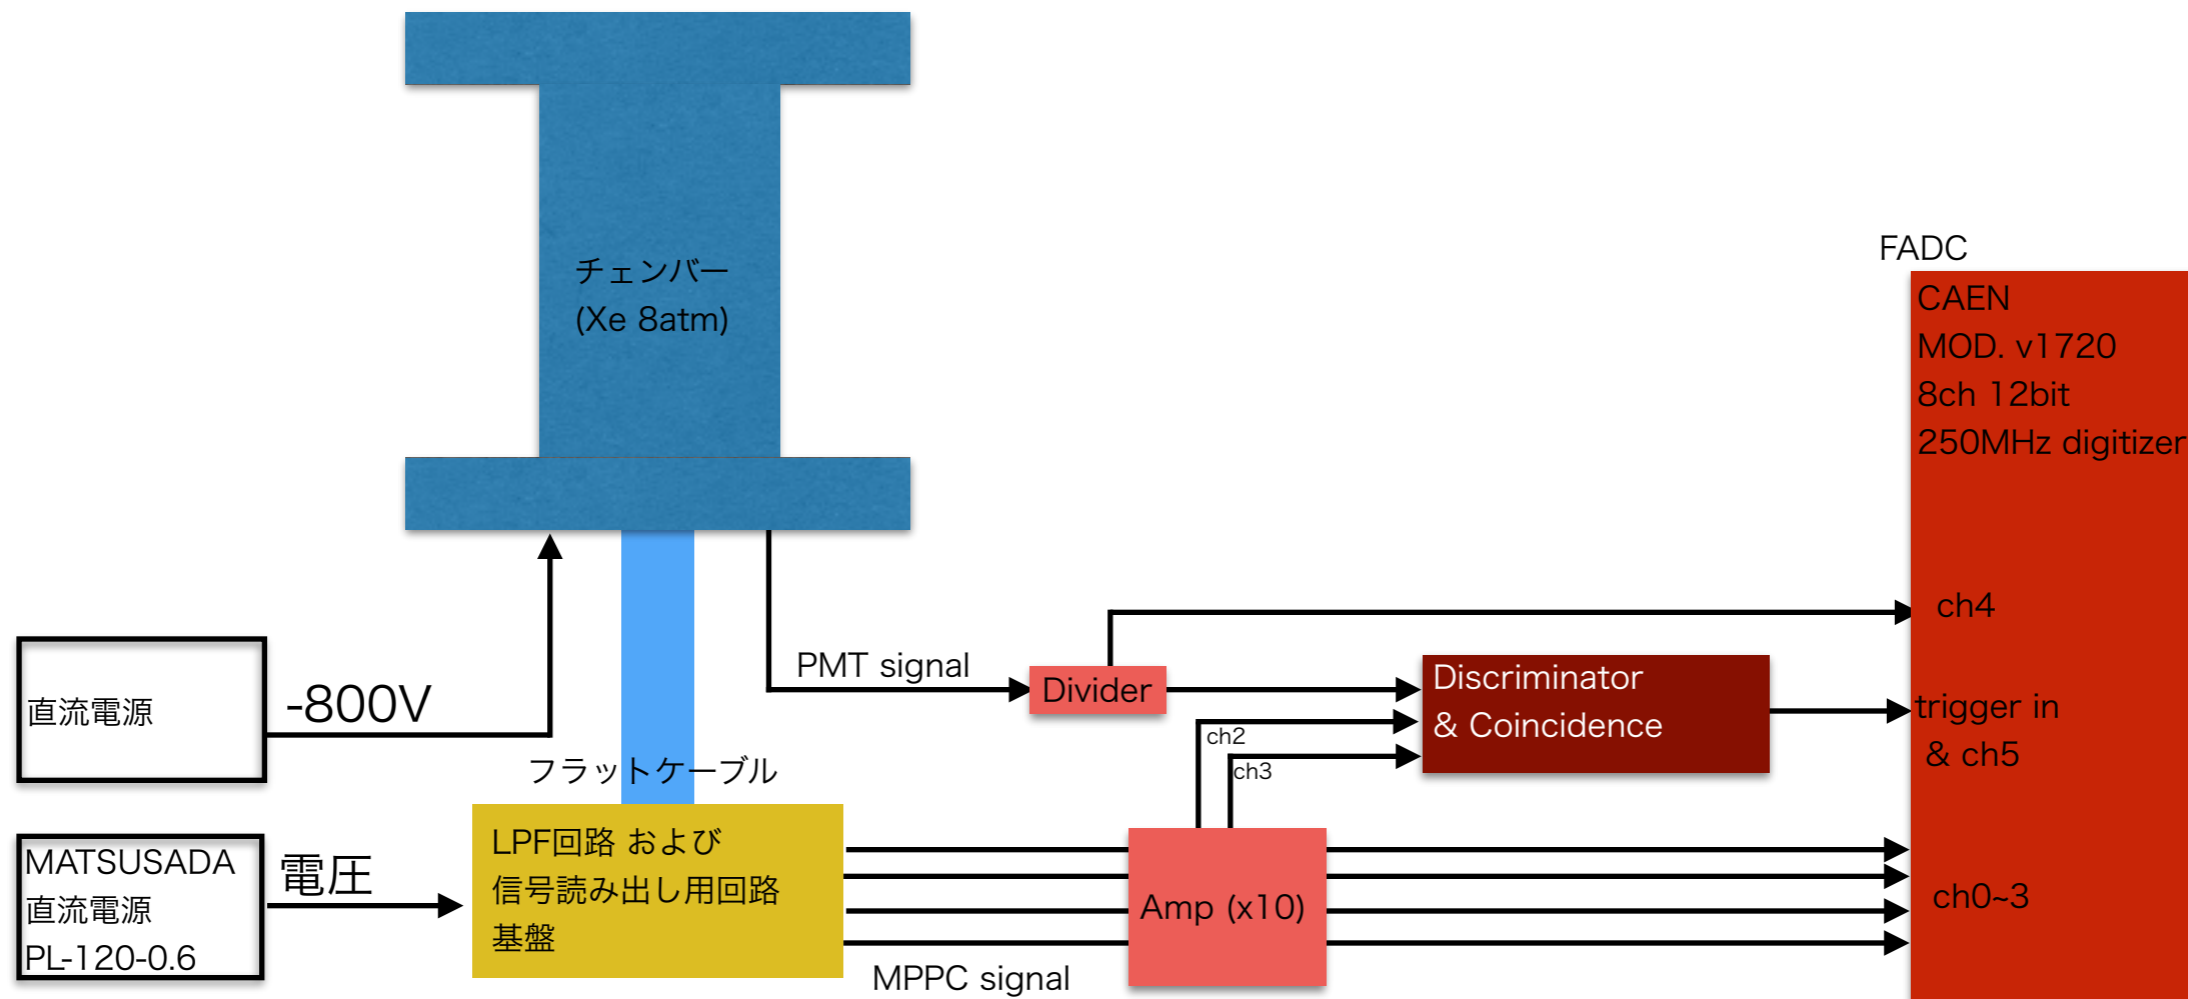 チェンバー
(Xe 8atm)
FADC
CAEN
MOD. v1720
8ch 12bit
250MHz digitizer
ch4
trigger in
& ch5
ch0~3
PMT signal
Divider
Discriminator
& Coincidence
ch2
ch3
直流電源
-800V
フラットケーブル
MATSUSADA
直流電源
PL-120-0.6
電圧
LPF回路 および
信号読み出し用回路
基盤
Amp (x10)
MPPC signal